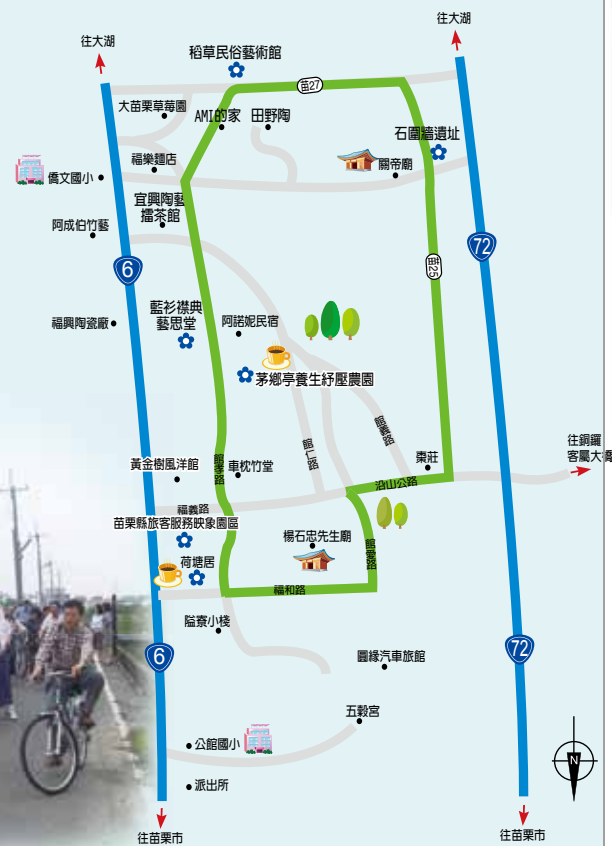 往大湖
往大湖
稻草民俗藝術館
苗27
大苗栗草莓園
AMI的家
田野陶
石圍牆遺址
福樂麵店
關帝廟
僑文國小
宜興陶藝
擂茶館
阿成伯竹藝
72
6
苗25
藍衫襟典
藝思堂
福興陶瓷廠
阿諾妮民宿
茅鄉亭養生紓壓農園
館義路
館仁路
往銅鑼
客屬大橋
黃金樹風洋館
館孝路
車枕竹堂
棗莊
沿山公路
福義路
苗栗縣旅客服務映象園區
楊石忠先生廟
館愛路
荷塘居
福和路
隘寮小棧
6
72
圓緣汽車旅館
五穀宮
公館國小
N
派出所
往苗栗市
往苗栗市